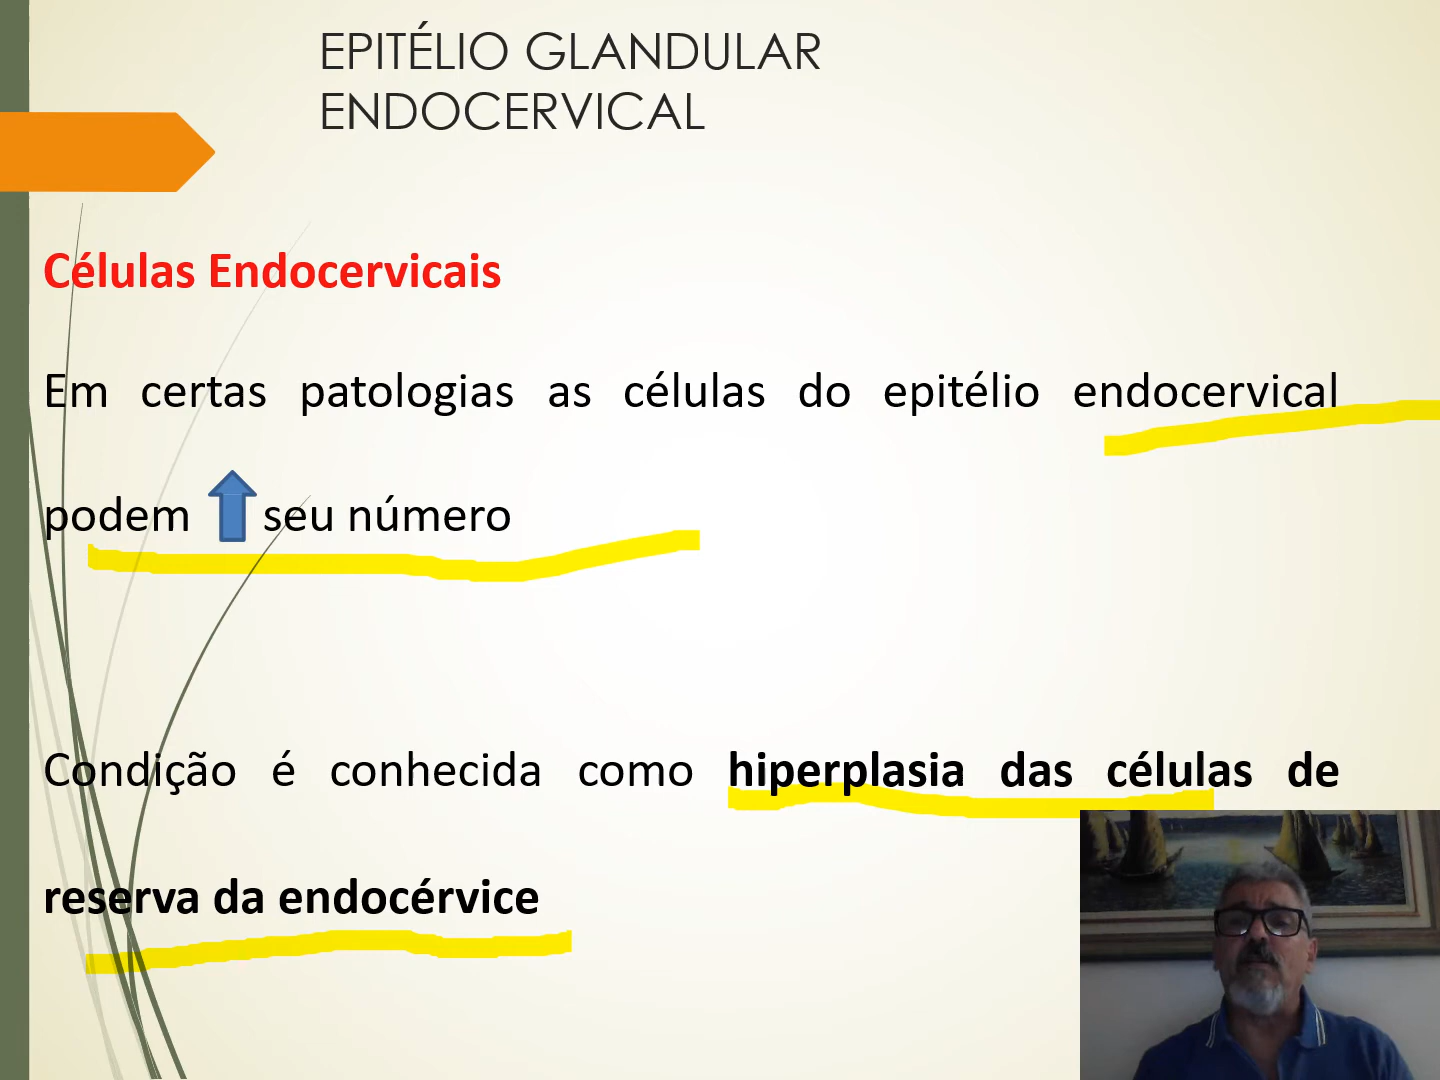 EPITÉLIO GLANDULAR
ENDOCERVICAL
Células Endocervicais
Em certas patologias as células do epitélio endocervical
podem seu número
Condição é conhecida como hiperplasia das células de
reserva da endocérvice